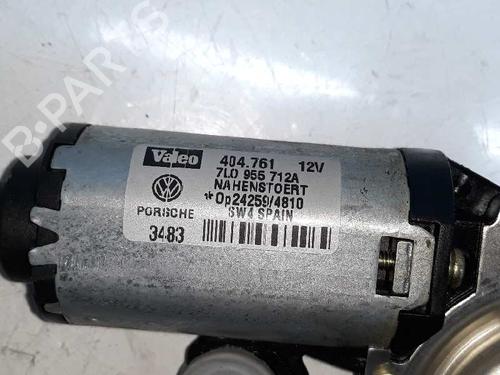 B-PARTS
Valeo 404.761 12V
7L0 955 712A
NAHENSTOERT
*Op24259/4810
PORSCHE SW4 SPAIN
3483